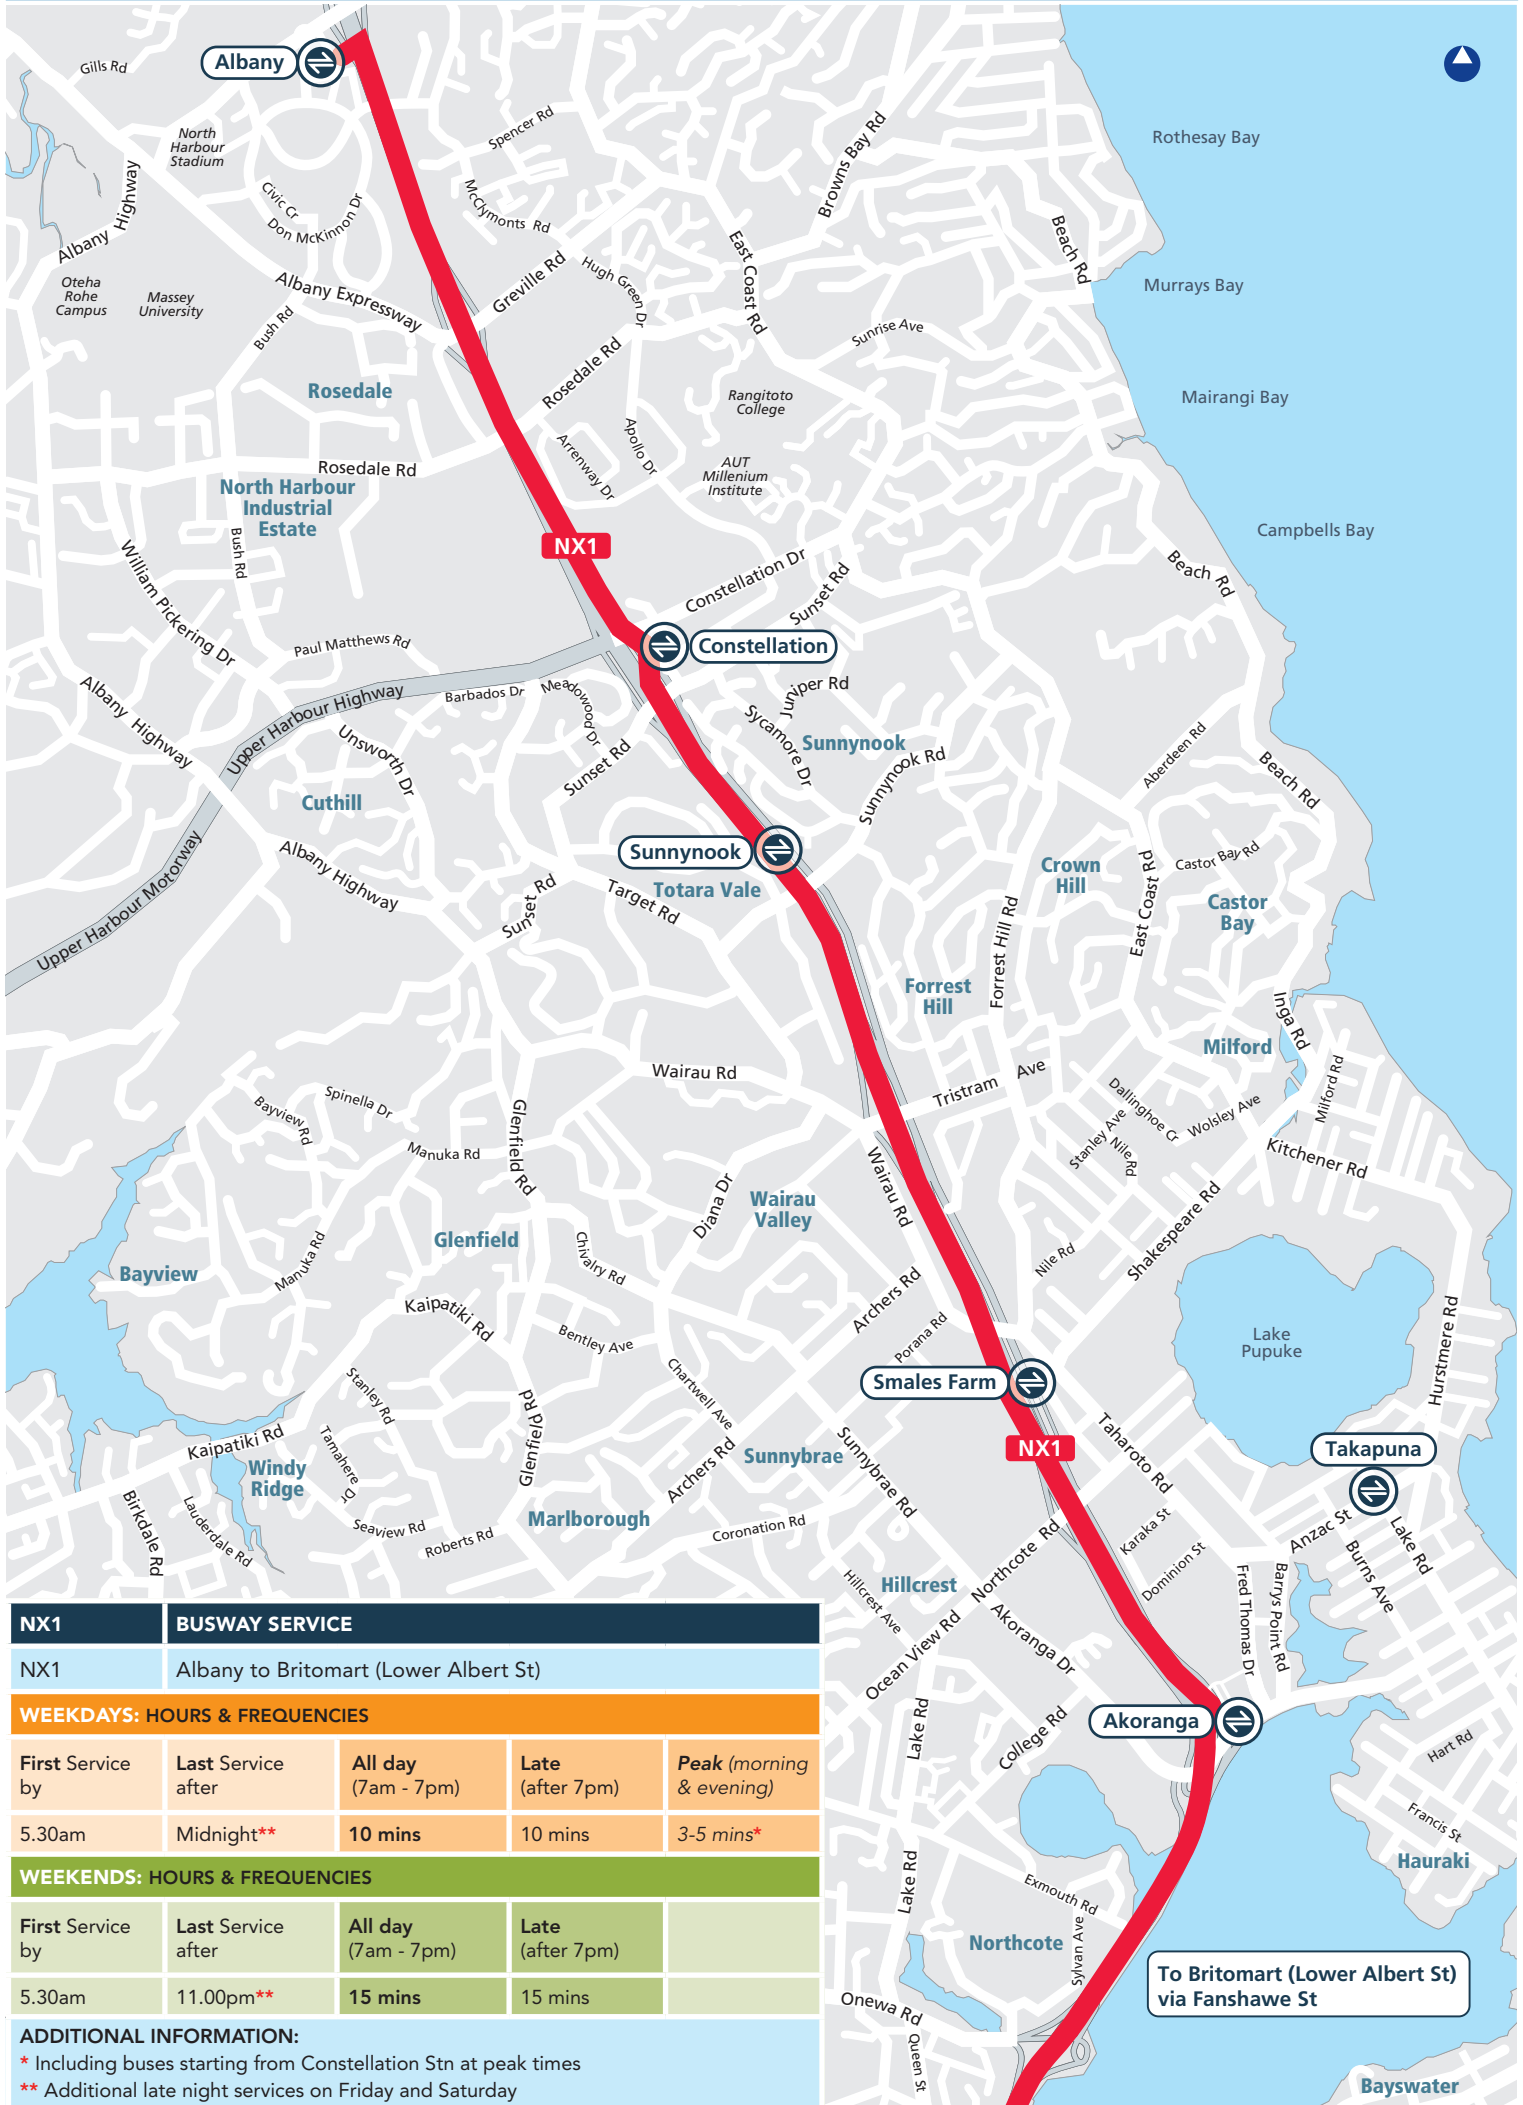 Albany
Gills Rd
North
Harbour
Stadium
Spencer Rd
Browns Bay Rd
Rothesay Bay
Albany Highway
Civic Cr
Don McKinnon Dr
McClymonts Rd
Beach Rd
East Coast Rd
Murrays Bay
Oteha
Rohe
Campus
Massey
University
Albany Expressway
Greville Rd
Hugh Green Dr
Bush Rd
Sunrise Ave
Rosedale
Rosedale Rd
Rangitoto
College
Mairangi Bay
Rosedale Rd
Arrenway Dr
Apollo Dr
AUT
Millenium
Institute
North Harbour
Industrial
Estate
Bush Rd
NX1
Campbells Bay
William Pickering Dr
Constellation Dr
Sunset Rd
Beach Rd
Paul Matthews Rd
Constellation
Albany Highway
Upper Harbour Highway
Barbados Dr
Meadowood Dr
Juniper Rd
Sycamore Dr
Sunnynook
Sunnynook Rd
Unsworth Dr
Sunset Rd
Aberdeen Rd
Beach Rd
Cuthill
Upper Harbour Motorway
Albany Highway
Sunnynook
Totara Vale
Target Rd
Sunset Rd
Crown
Hill
East Coast Rd
Castor Bay Rd
Castor
Bay
Forrest Hill Rd
Forrest
Hill
Inga Rd
Milford
Milford Rd
Wairau Rd
Tristram Ave
Spinella Dr
Bayview Rd
Glenfield Rd
Manuka Rd
Dallinghoe Cr
Stanley Ave
Nile Rd
Wolsley Ave
Kitchener Rd
Wairau Rd
Diana Dr
Wairau
Valley
Shakespeare Rd
Nile Rd
Glenfield
Chivalry Rd
Manuka Rd
Bayview
Kaipatiki Rd
Bentley Ave
Archers Rd
Porana Rd
Lake
Pupuke
Hurstmere Rd
Smales Farm
Stanley Rd
Chartwell Ave
Glenfield Rd
NX1
Taharoto Rd
Takapuna
Kaipatiki Rd
Tamahere Dr
Windy
Ridge
Archers Rd
Sunnybrae
Sunnybrae Rd
Birkdale Rd
Lauderdale Rd
Seaview Rd
Roberts Rd
Marlborough
Coronation Rd
Northcote Rd
Karaka St
Dominion St
Anzac St
Lake Rd
Burns Ave
Fred Thomas Dr
Barrys Point Rd
Hillcrest
Hillcrest Ave
Akoranga Dr
Ocean View Rd
Lake Rd
College Rd
Akoranga
Hart Rd
Francis St
Hauraki
Lake Rd
Exmouth Rd
Northcote
Sylvan Ave
Onewa Rd
Queen St
To Britomart (Lower Albert St)
via Fanshawe St
Bayswater
NX1 BUSWAY SERVICE
NX1 Albany to Britomart (Lower Albert St)
WEEKDAYS: HOURS & FREQUENCIES
First Service by Last Service after All day (7am - 7pm) Late (after 7pm) Peak (morning & evening)
5.30am Midnight** 10 mins 10 mins 3-5 mins*
WEEKENDS: HOURS & FREQUENCIES
First Service by Last Service after All day (7am - 7pm) Late (after 7pm)
5.30am 11.00pm** 15 mins 15 mins
ADDITIONAL INFORMATION:
* Including buses starting from Constellation Stn at peak times
** Additional late night services on Friday and Saturday